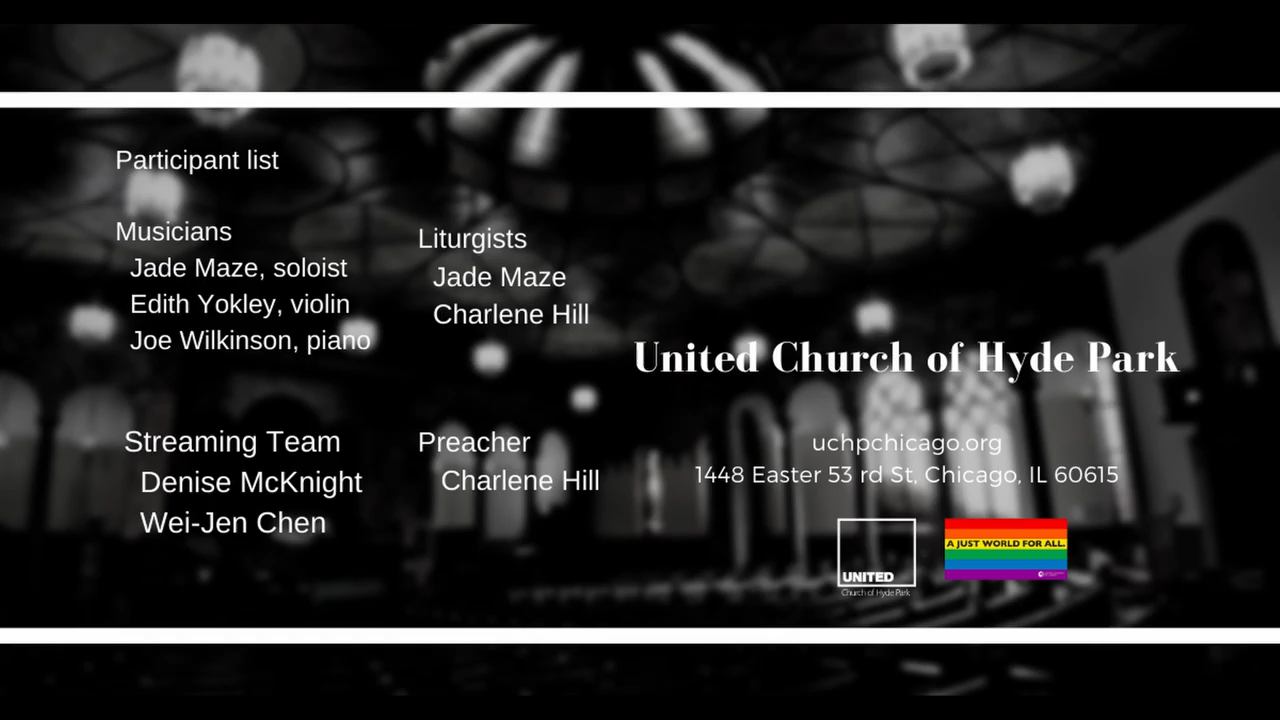 Participant list
Musicians
Jade Maze, soloist
Edith Yokley, violin
Joe Wilkinson, piano
Liturgists
Jade Maze
Charlene Hill
Streaming Team
Denise McKnight
Wei-Jen Chen
Preacher
Charlene Hill
United Church of Hyde Park
uchpchicago.org
1448 Easter 53 rd St, Chicago, IL 60615
UNITED
Church of Hyde Park
A JUST WORLD FOR ALL.